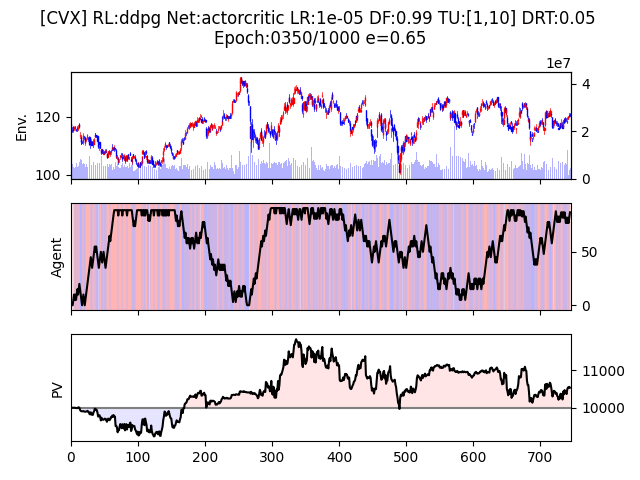 [CVX] RL:ddpg Net:actorcritic LR:1e-05 DF:0.99 TU:[1,10] DRT:0.05
Epoch:0350/1000 e=0.65
1e7
Env.
120
100
4
2
0
Agent
50
0
PV
11000
10000
0 100 200 300 400 500 600 700